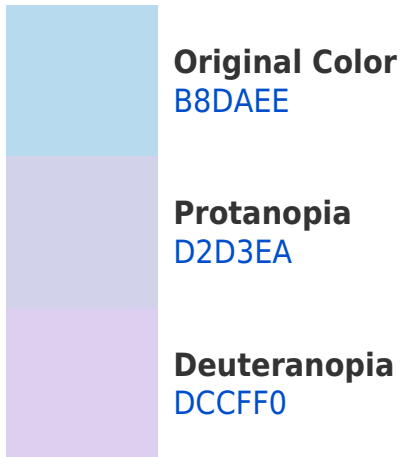 Original Color
B8DAEE
Protanopia
D2D3EA
Deuteranopia
DCCFF0